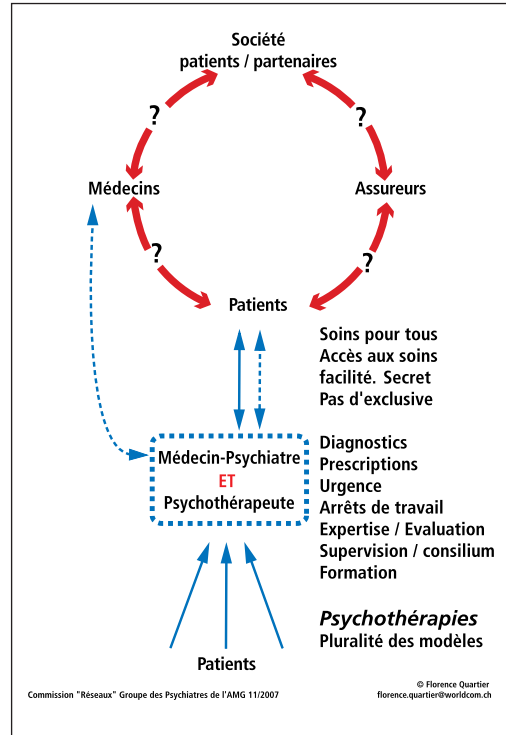 Société
patients / partenaires
?
?
Médecins
Assureurs
?
?
Patients
Soins pour tous
Accès aux soins
facilité. Secret
Pas d'exclusive
Médecin-Psychiatre
ET
Psychothérapeute
Diagnostics
Prescriptions
Urgence
Arrêts de travail
Expertise / Evaluation
Supervision / consilium
Formation
Psychothérapies
Pluralité des modèles
Patients
© Florence Quartier
Commission "Réseaux" Groupe des Psychiatres de l'AMG 11/2007
florence.quartier@worldcom.ch